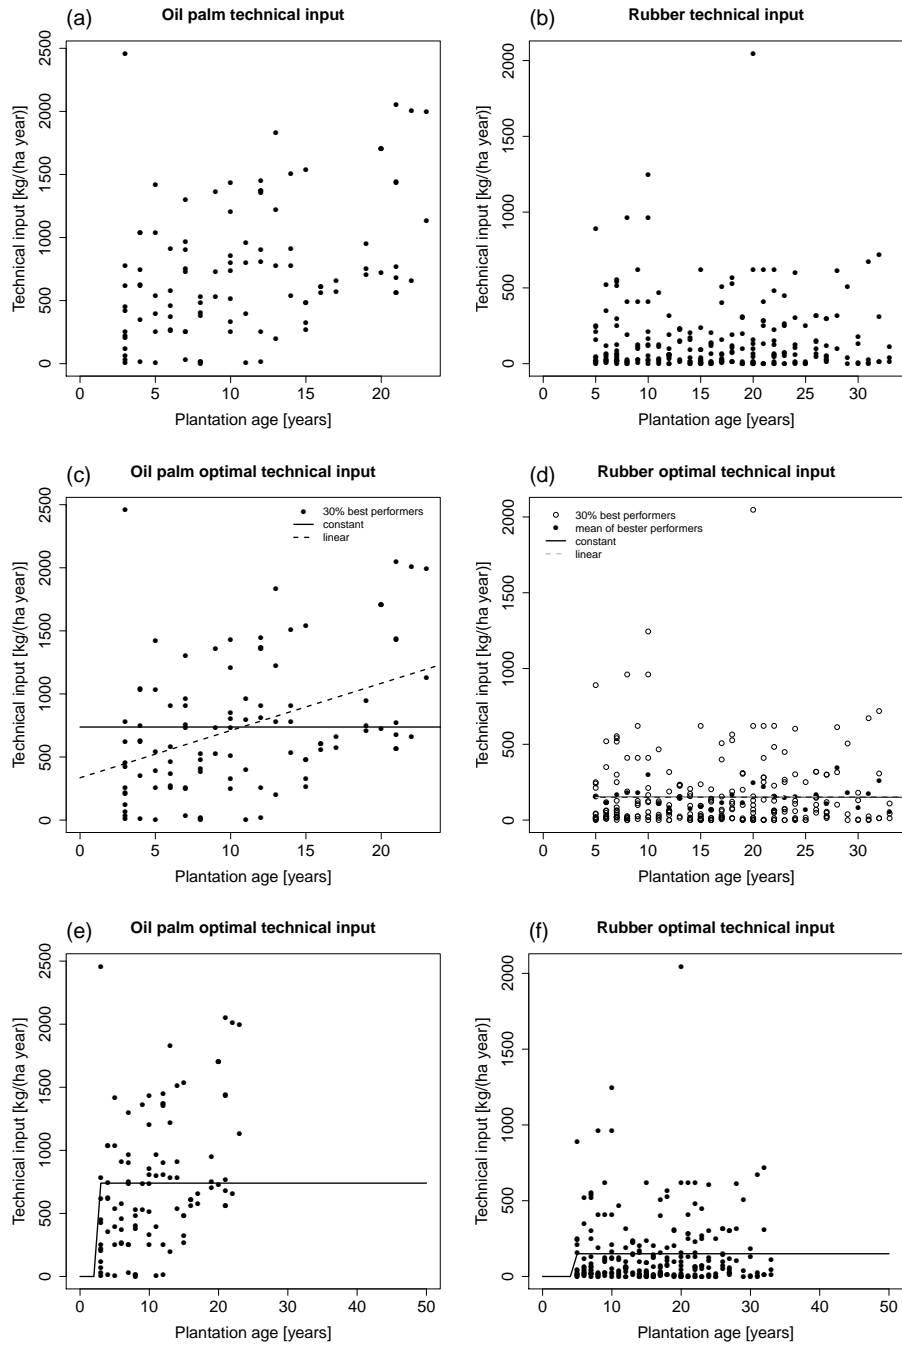 (a) Oil palm technical input
Technical input [kg/(ha year)]
0 500 1000 1500 2000 2500
0 5 10 15 20
Plantation age [years]
(b) Rubber technical input
Technical input [kg/(ha year)]
0 500 1000 1500 2000
0 5 10 15 20 25 30
Plantation age [years]
(c) Oil palm optimal technical input
30% best performers
constant
linear
Technical input [kg/(ha year)]
0 500 1000 1500 2000 2500
0 5 10 15 20
Plantation age [years]
(d) Rubber optimal technical input
30% best performers
mean of bester performers
constant
linear
Technical input [kg/(ha year)]
0 500 1000 1500 2000
0 5 10 15 20 25 30
Plantation age [years]
(e) Oil palm optimal technical input
Technical input [kg/(ha year)]
0 500 1000 1500 2000 2500
0 10 20 30 40 50
Plantation age [years]
(f) Rubber optimal technical input
Technical input [kg/(ha year)]
0 500 1000 1500 2000
0 10 20 30 40 50
Plantation age [years]